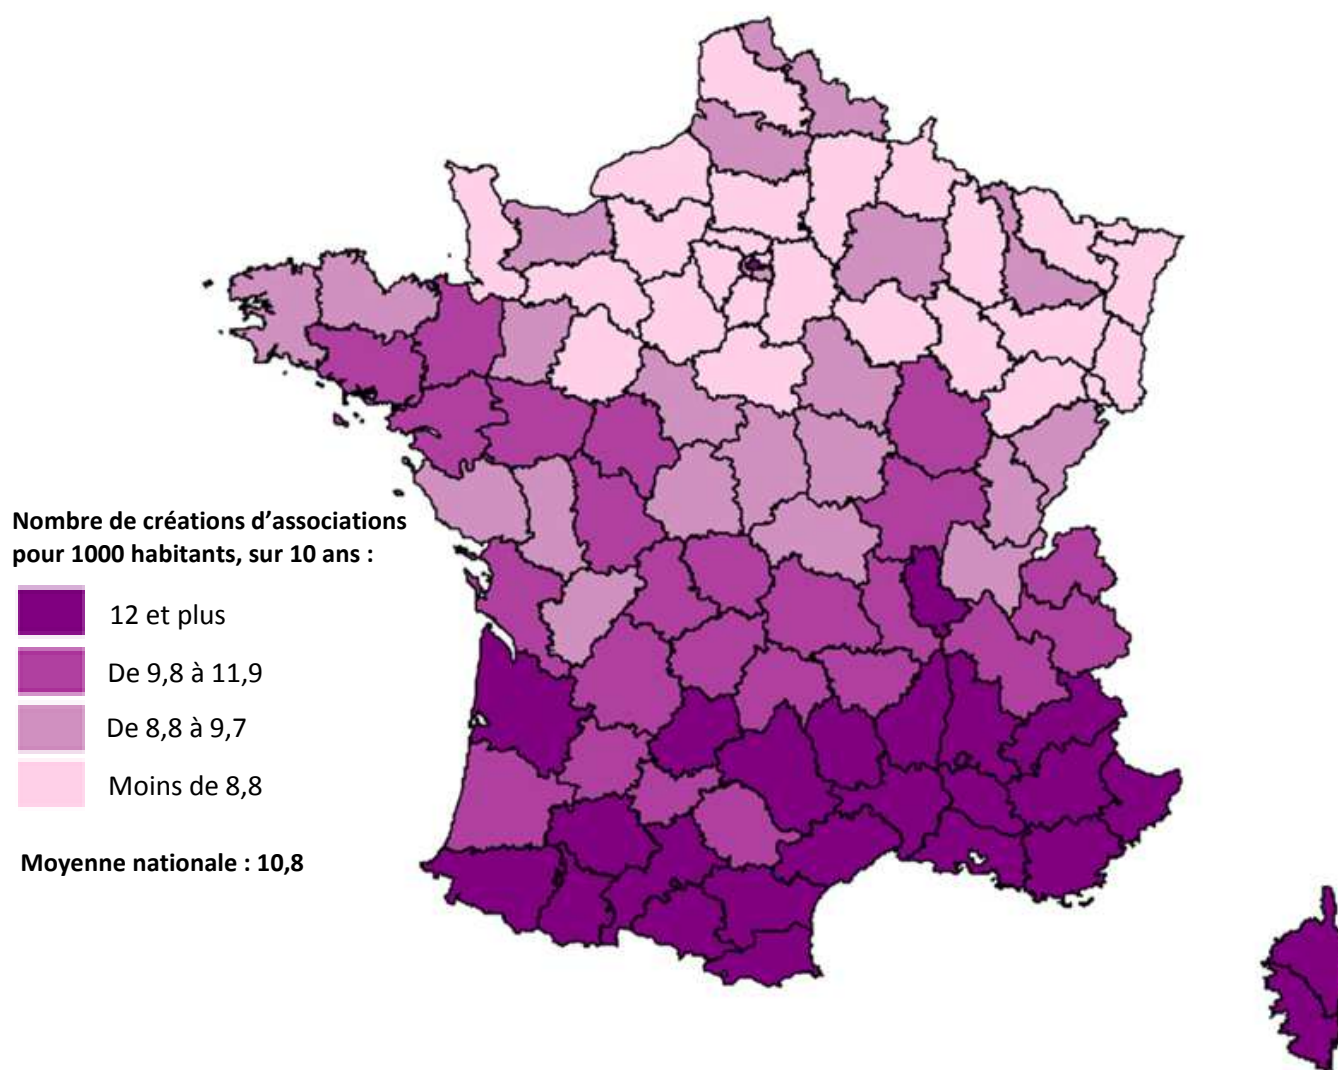 Nombre de créations d’associations
pour 1000 habitants, sur 10 ans :
12 et plus
De 9,8 à 11,9
De 8,8 à 9,7
Moins de 8,8
Moyenne nationale : 10,8